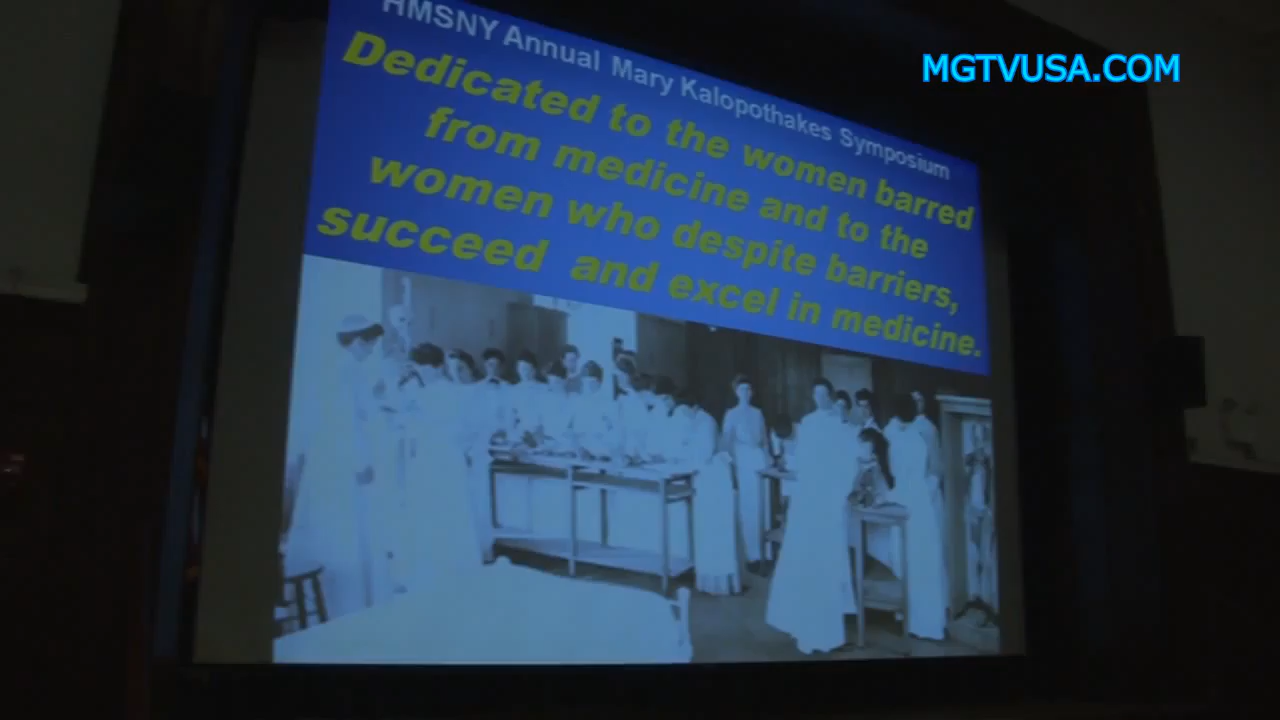 HMSNY Annual Mary Kalopothakes Symposium
MGTVUSA.COM
Dedicated to the women barred
from medicine and to the
women who despite barriers,
succeed and excel in medicine.